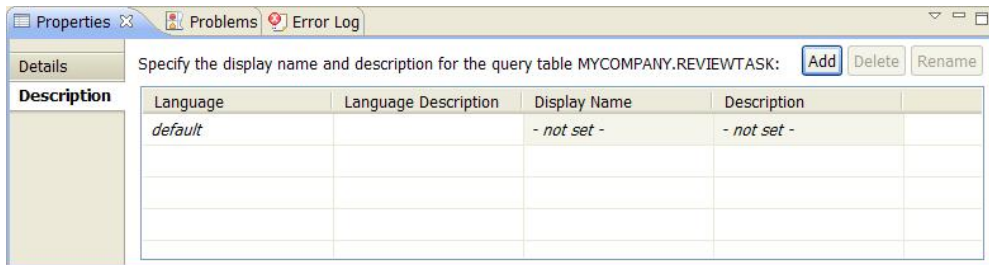 Properties Problems Error Log
Details
Description
Specify the display name and description for the query table MYCOMPANY.REVIEWTASK: Add Delete Rename
Language Language Description Display Name Description
default - not set - - not set -